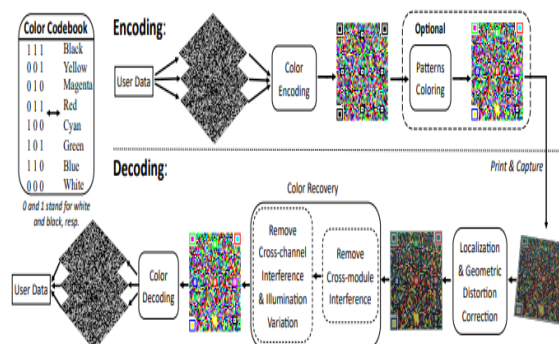 Color Codebook
1 1 1 Black
0 0 1 Yellow
0 1 0 Magenta
0 1 1 Red
1 0 0 Cyan
1 0 1 Green
1 1 0 Blue
0 0 0 White
0 and 1 stand for white
and black, resp.
Encoding:
User Data
Color
Encoding
Optional
Patterns
Coloring
Print & Capture
Decoding:
Color Recovery
User Data
Color
Decoding
Remove
Cross-channel
Interference
& Illumination
Variation
Remove
Cross-module
Interference
Localization
& Geometric
Distortion
Correction